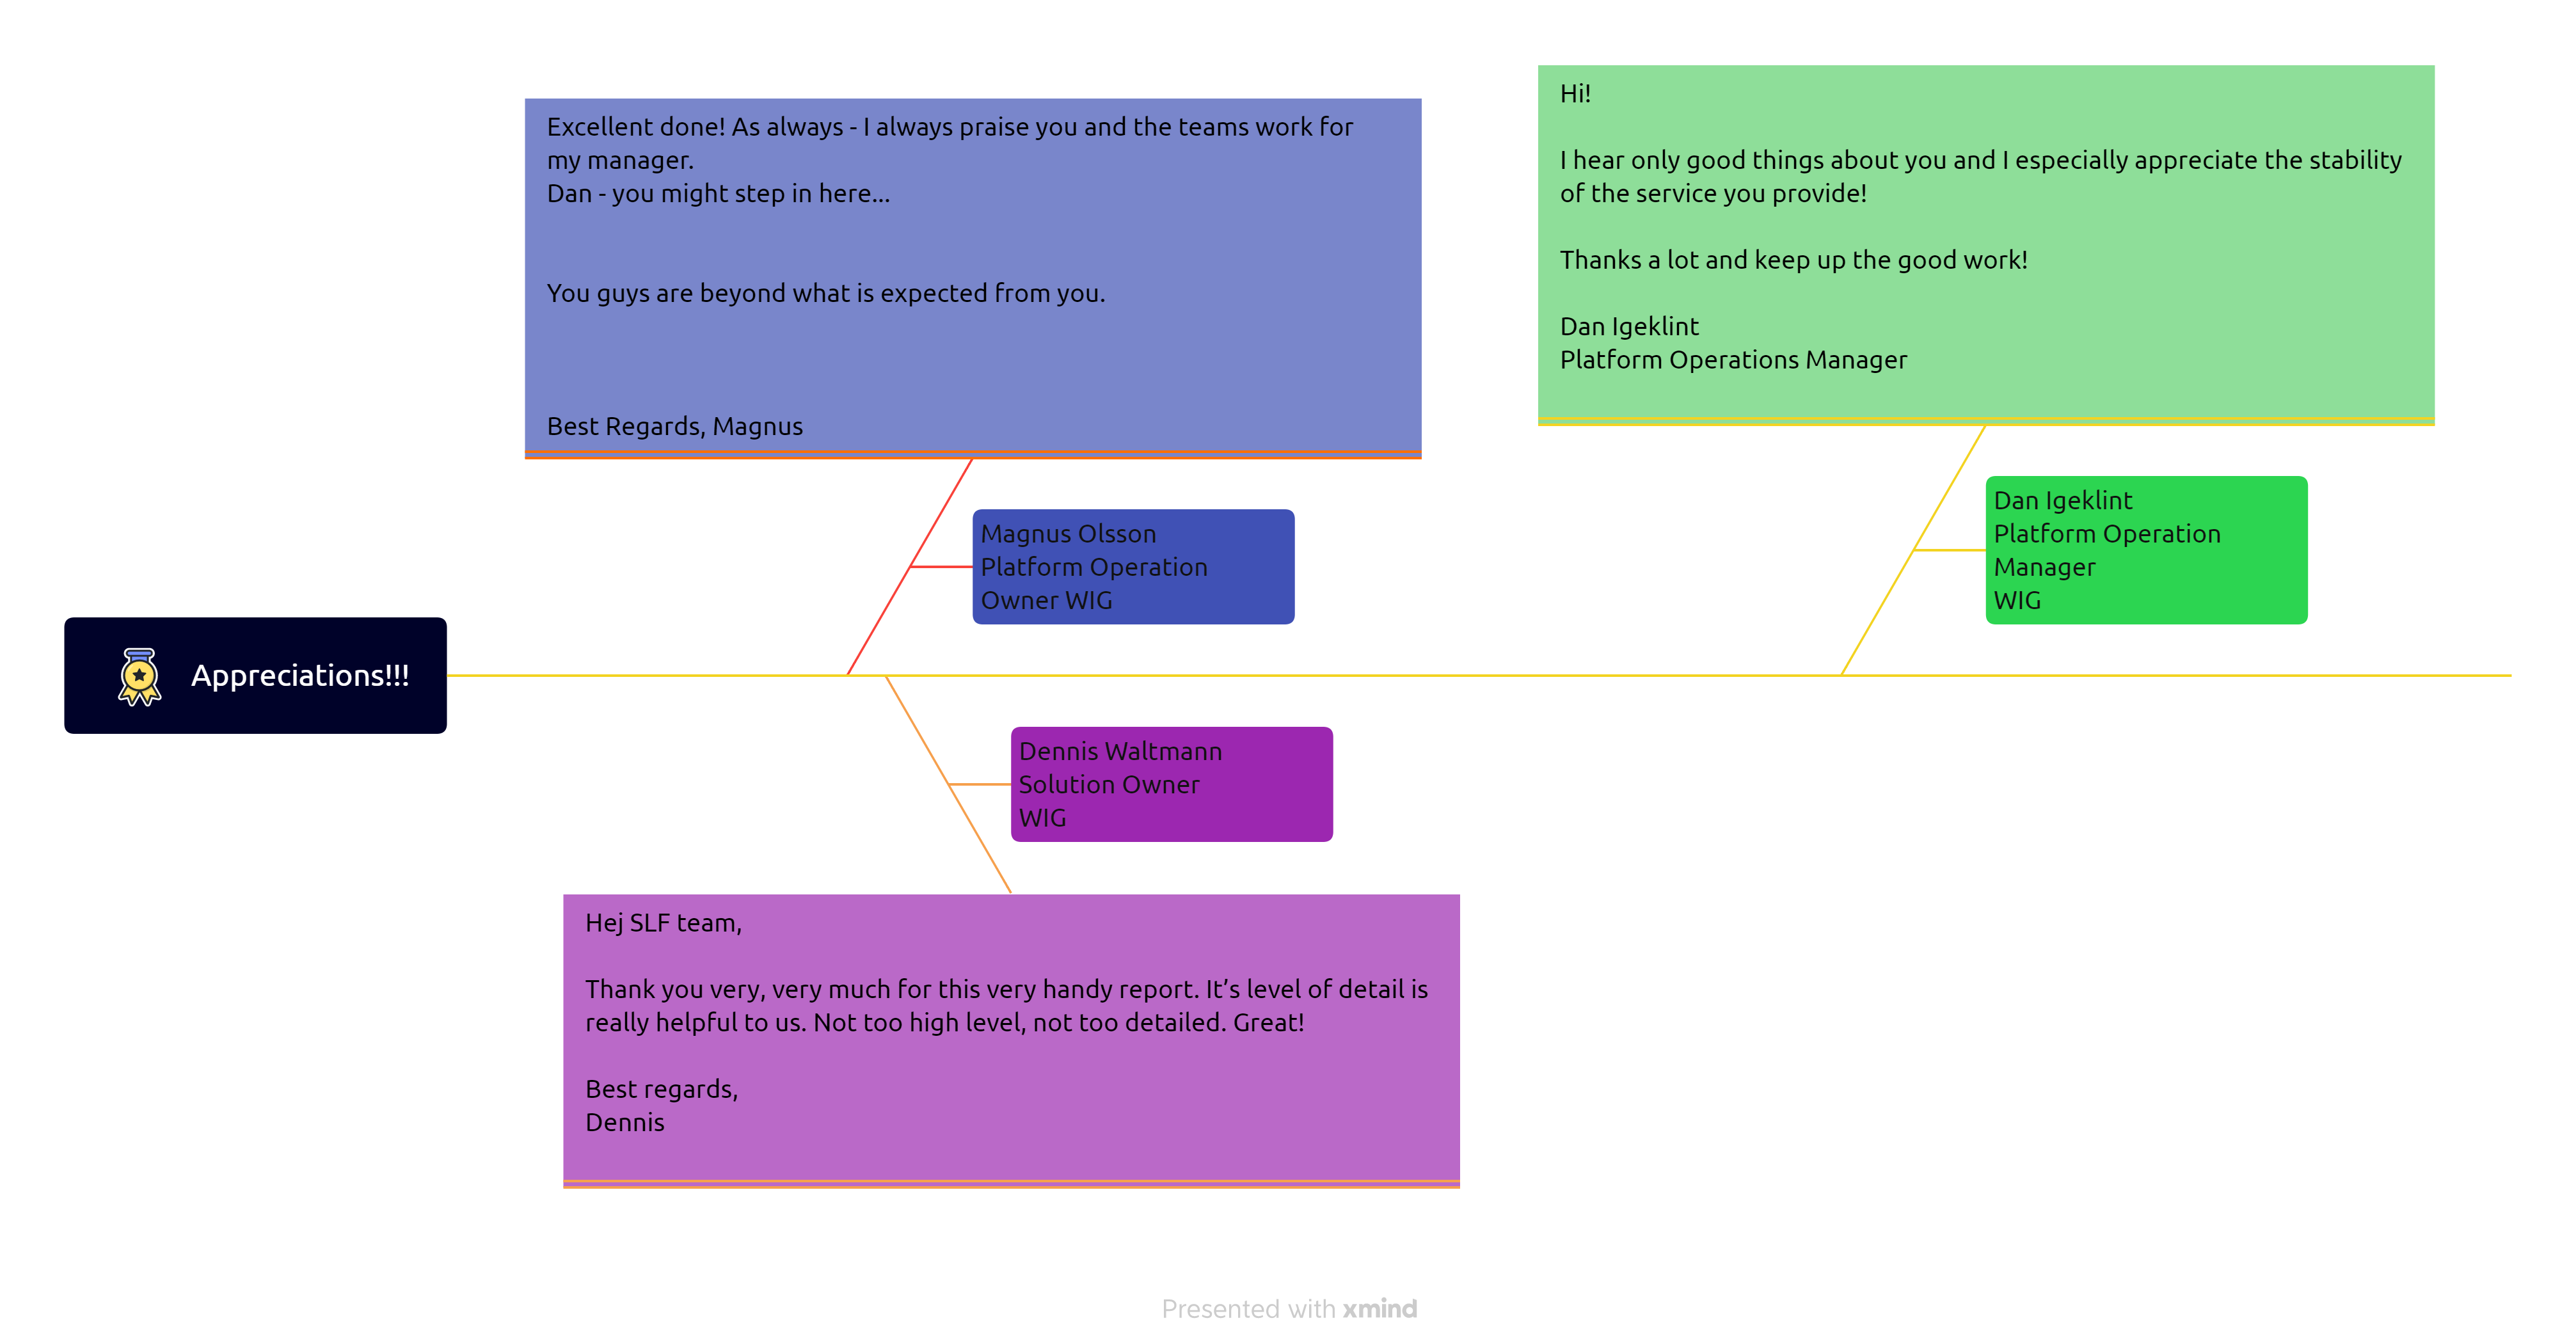 Excellent done! As always - I always praise you and the teams work for
my manager.
Dan - you might step in here...
You guys are beyond what is expected from you.
Best Regards, Magnus
Hi!
I hear only good things about you and I especially appreciate the stability
of the service you provide!
Thanks a lot and keep up the good work!
Dan Igeklint
Platform Operations Manager
Magnus Olsson
Platform Operation
Owner WIG
Dan Igeklint
Platform Operation
Manager
WIG
Appreciations!!!
Dennis Waltmann
Solution Owner
WIG
Hej SLF team,
Thank you very, very much for this very handy report. It’s level of detail is
really helpful to us. Not too high level, not too detailed. Great!
Best regards,
Dennis
Presented with xmind